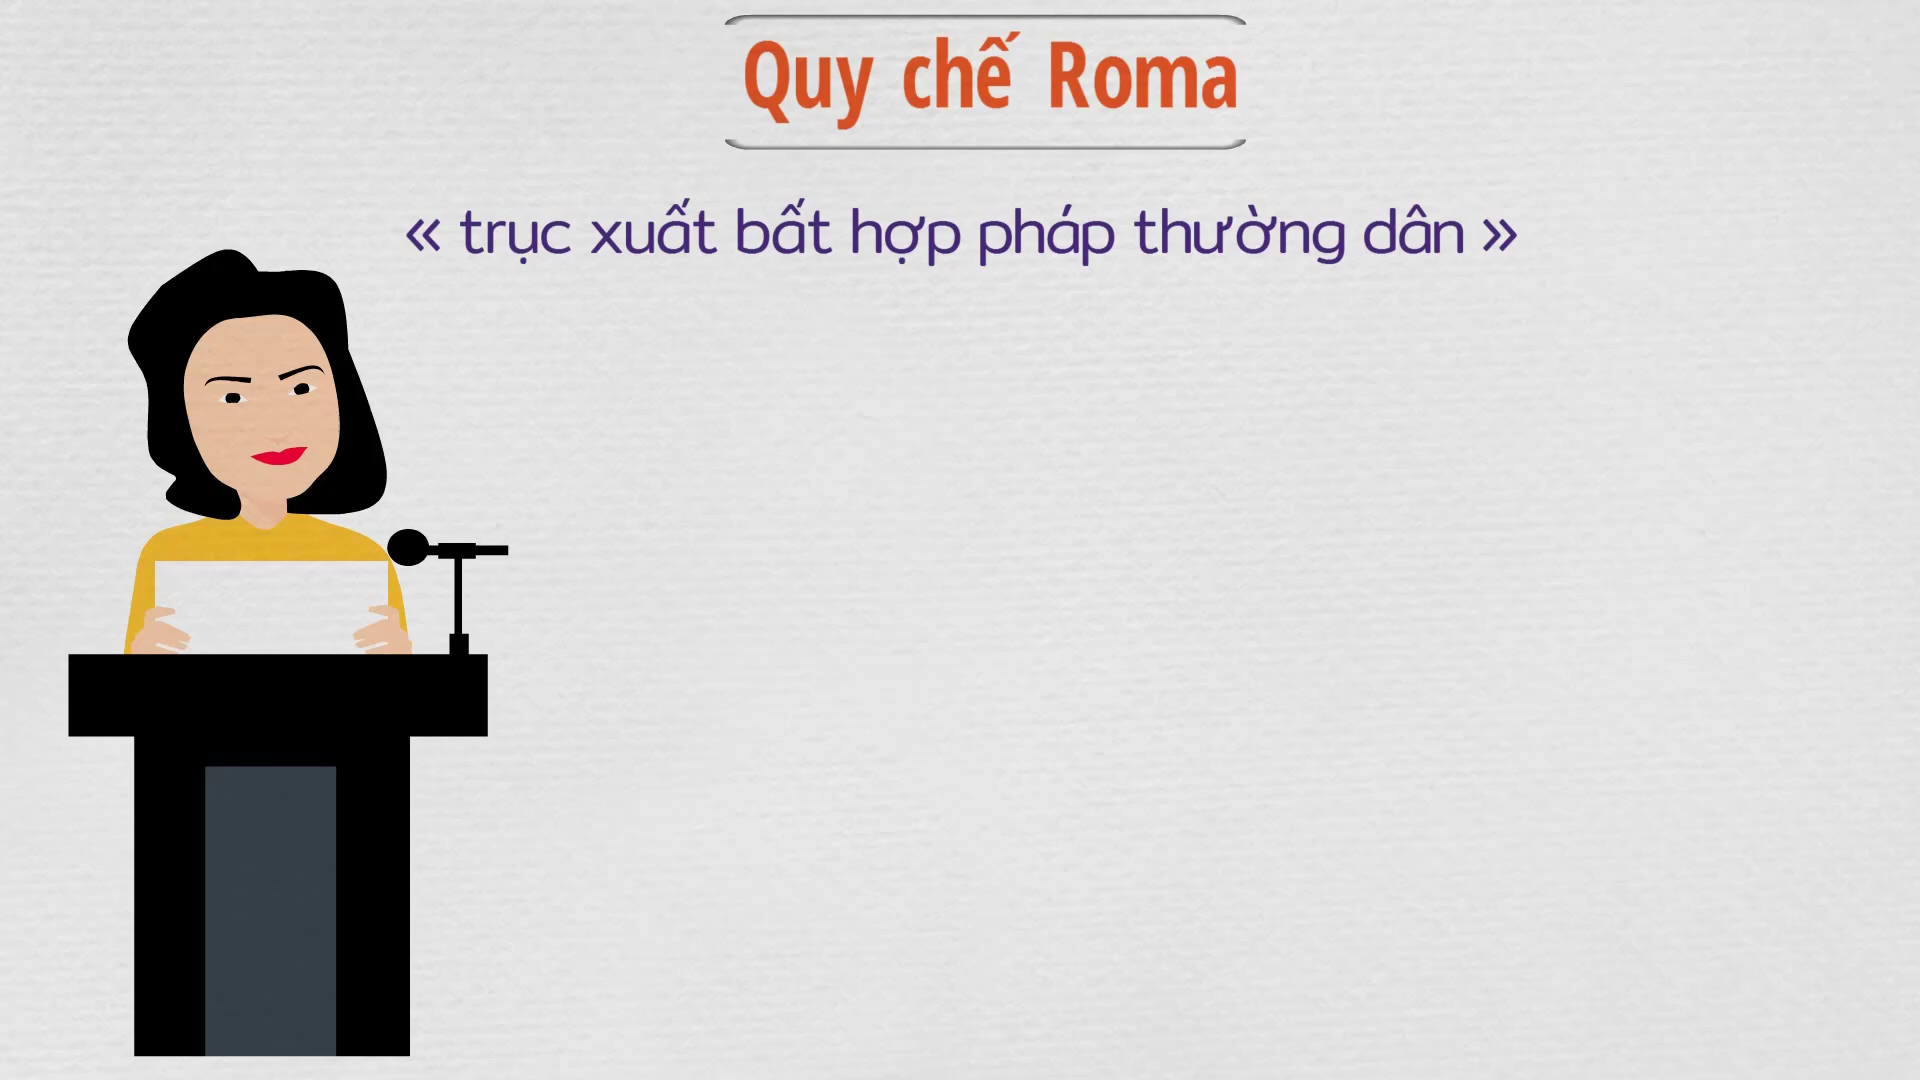 Quy chế Roma
« trục xuất bất hợp pháp thường dân »